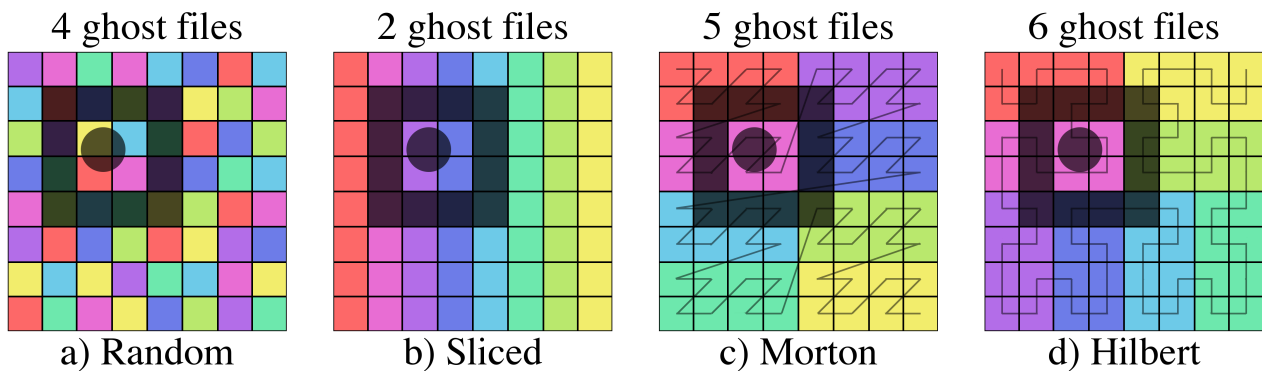 4 ghost files
2 ghost files
5 ghost files
6 ghost files
a) Random
b) Sliced
c) Morton
d) Hilbert